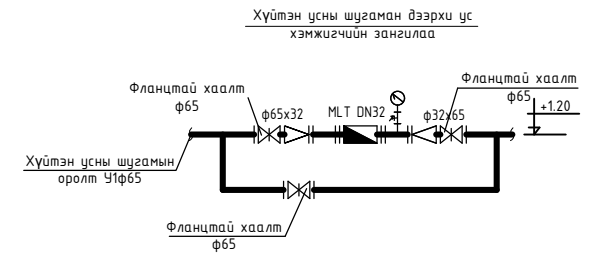 Хүйтэн усны шугаман дээрхи ус
хэмжигчийн зангилаа
Фланцтай хаалт
ф65
ф65х32
MLT DN32
ф32х65
Фланцтай хаалт
ф65
+1.20
Хүйтэн усны шугамын
оролт У1ф65
Фланцтай хаалт
ф65